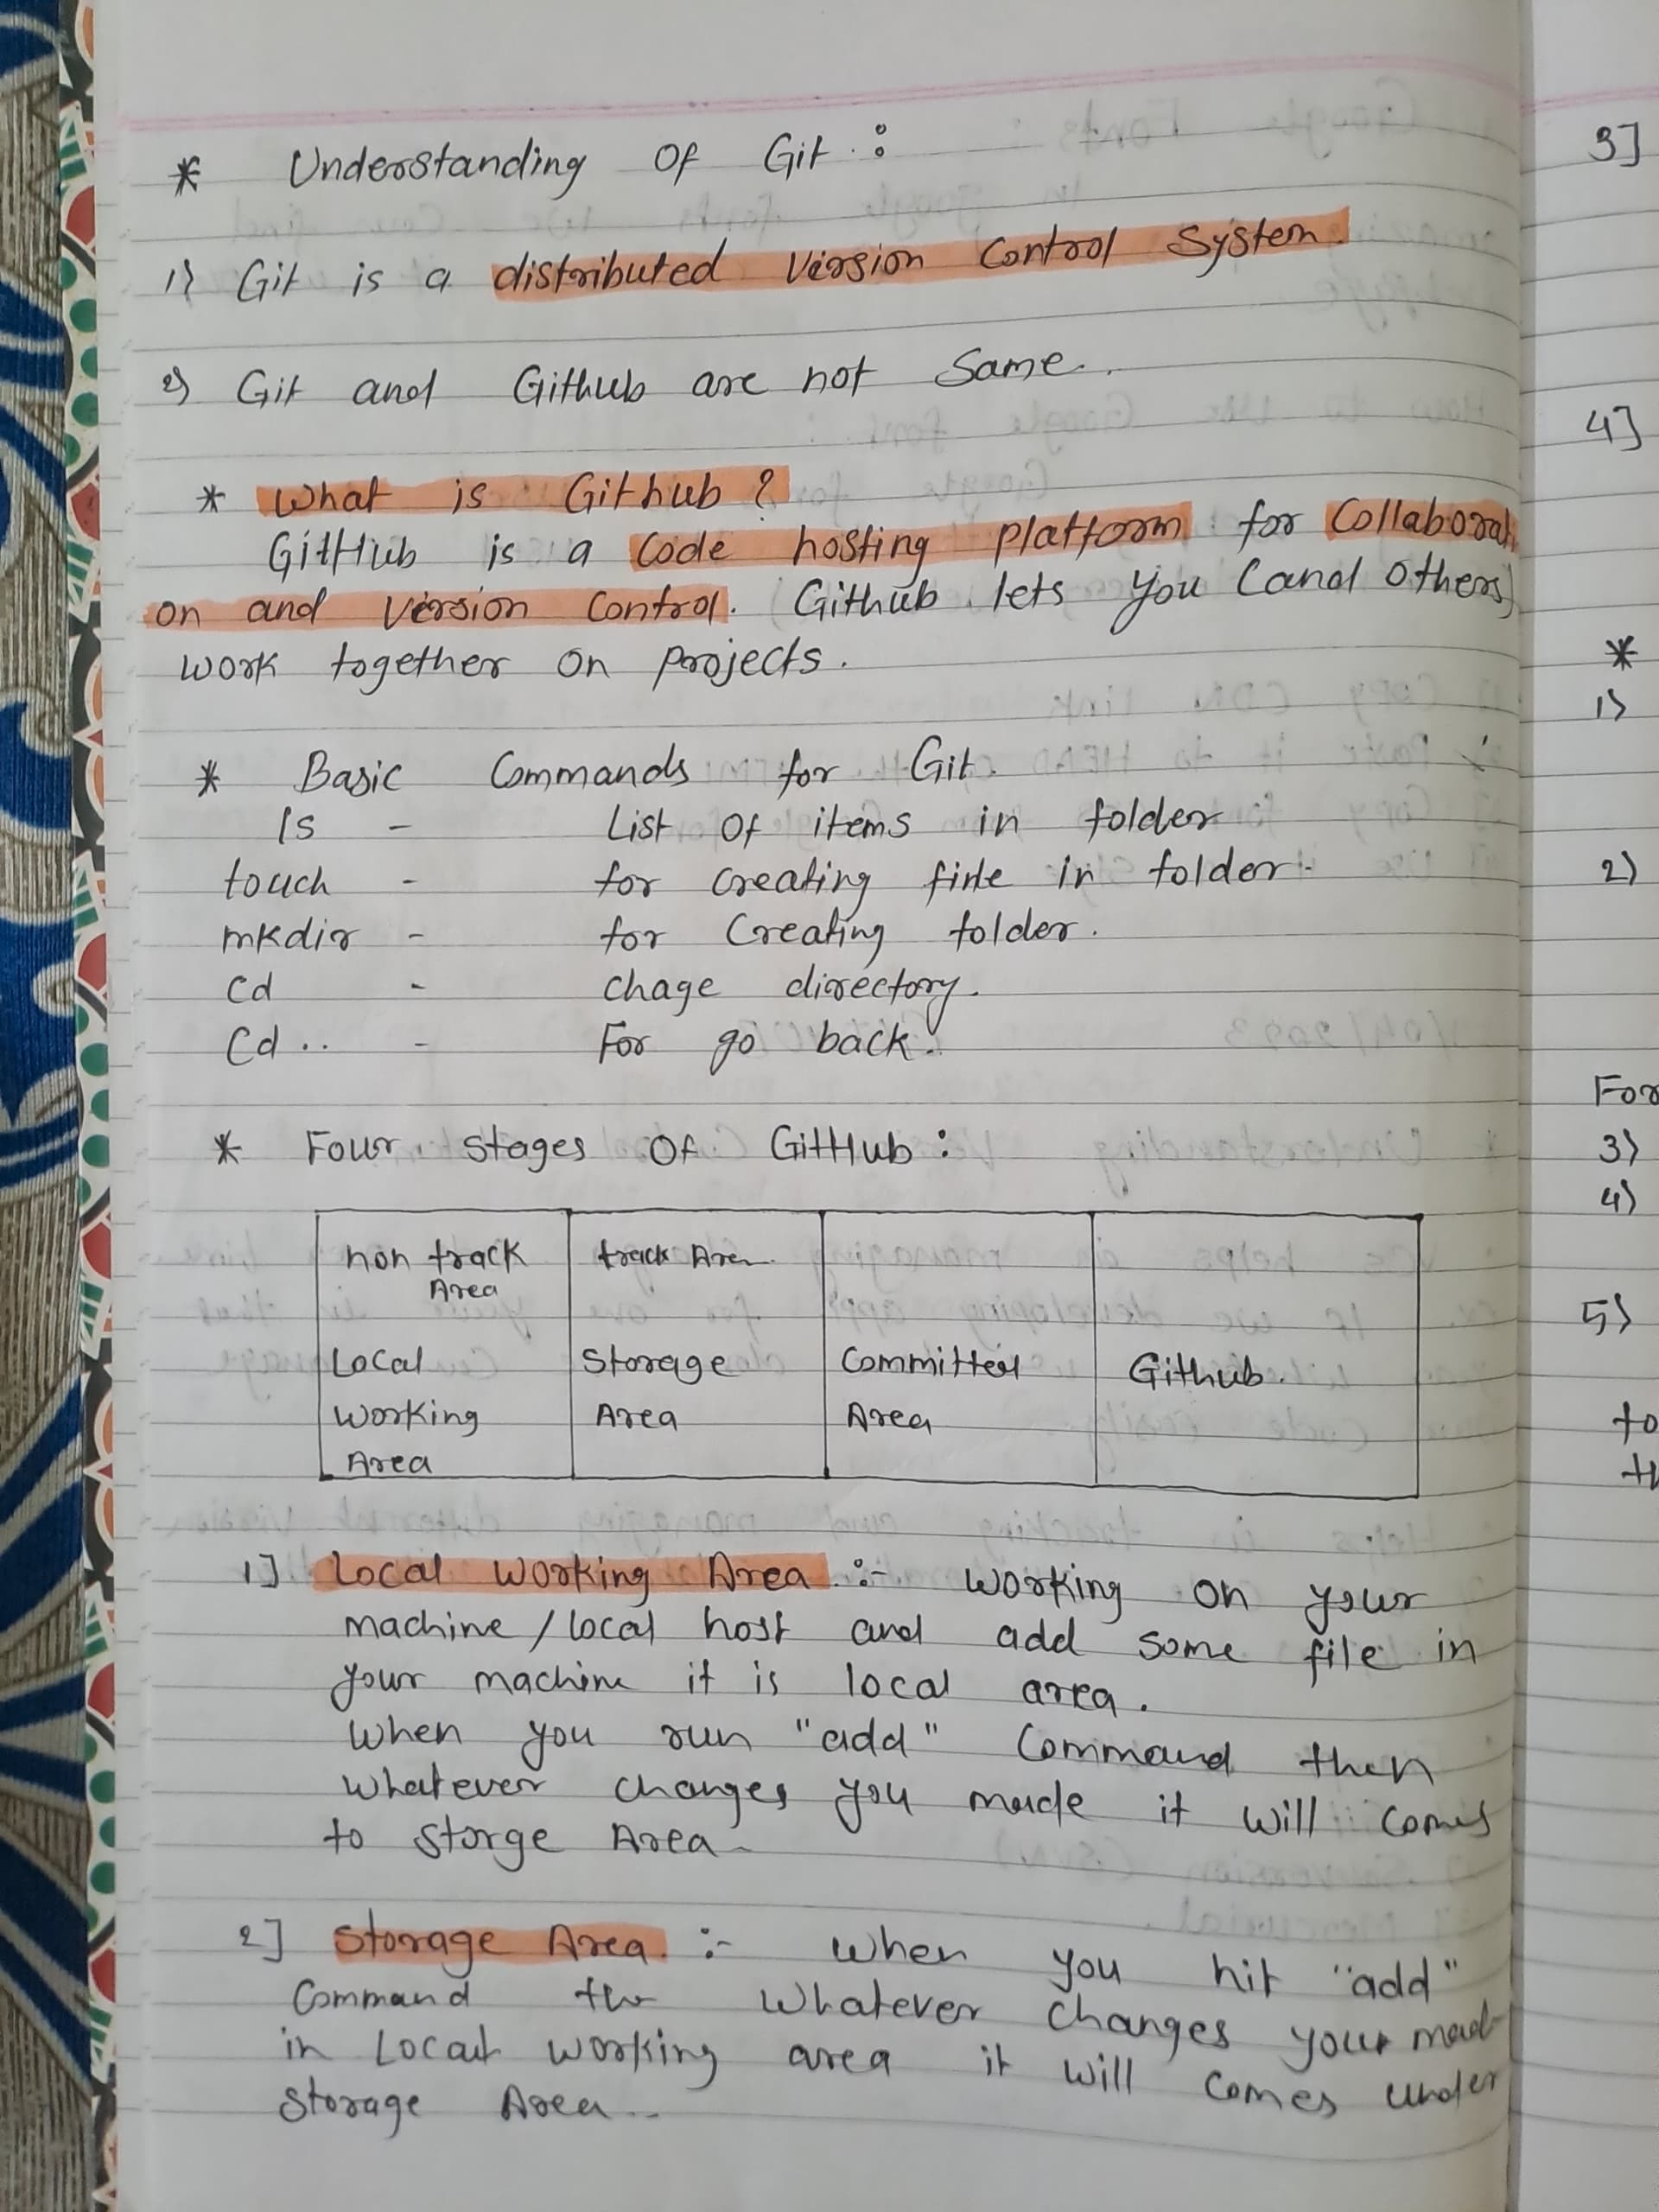 * Understanding Of Git :
1) Git is a distributed Version Control System.
2) Git and Github are not Same.
* What is Github ?
GitHub is a Code hosting platform for Collaborati
on and Version Control. Github lets you (and others)
work together on projects.
* Basic Commands for Git.
ls - List Of items in folder
touch - for creating file in folder.
mkdir - for Creating folder.
Cd - chage directory.
Cd .. - For go back.
* Four Stages Of GitHub :
non track Area
track Area
Local Working Area
Storage Area
Committed Area
Github.
1] Local Working Area :- Working on your
machine / local host and add some file in
your machine it is local area.
When you run "add" Command then
Whatever changes you made it will comes
to Storge Area
2] Storage Area :- When you hit "add"
Command the Whatever changes your mad
in Local Working area it will comes under
Storage Area..
3]
4]
*
1)
2)
For
3)
4)
5)
to